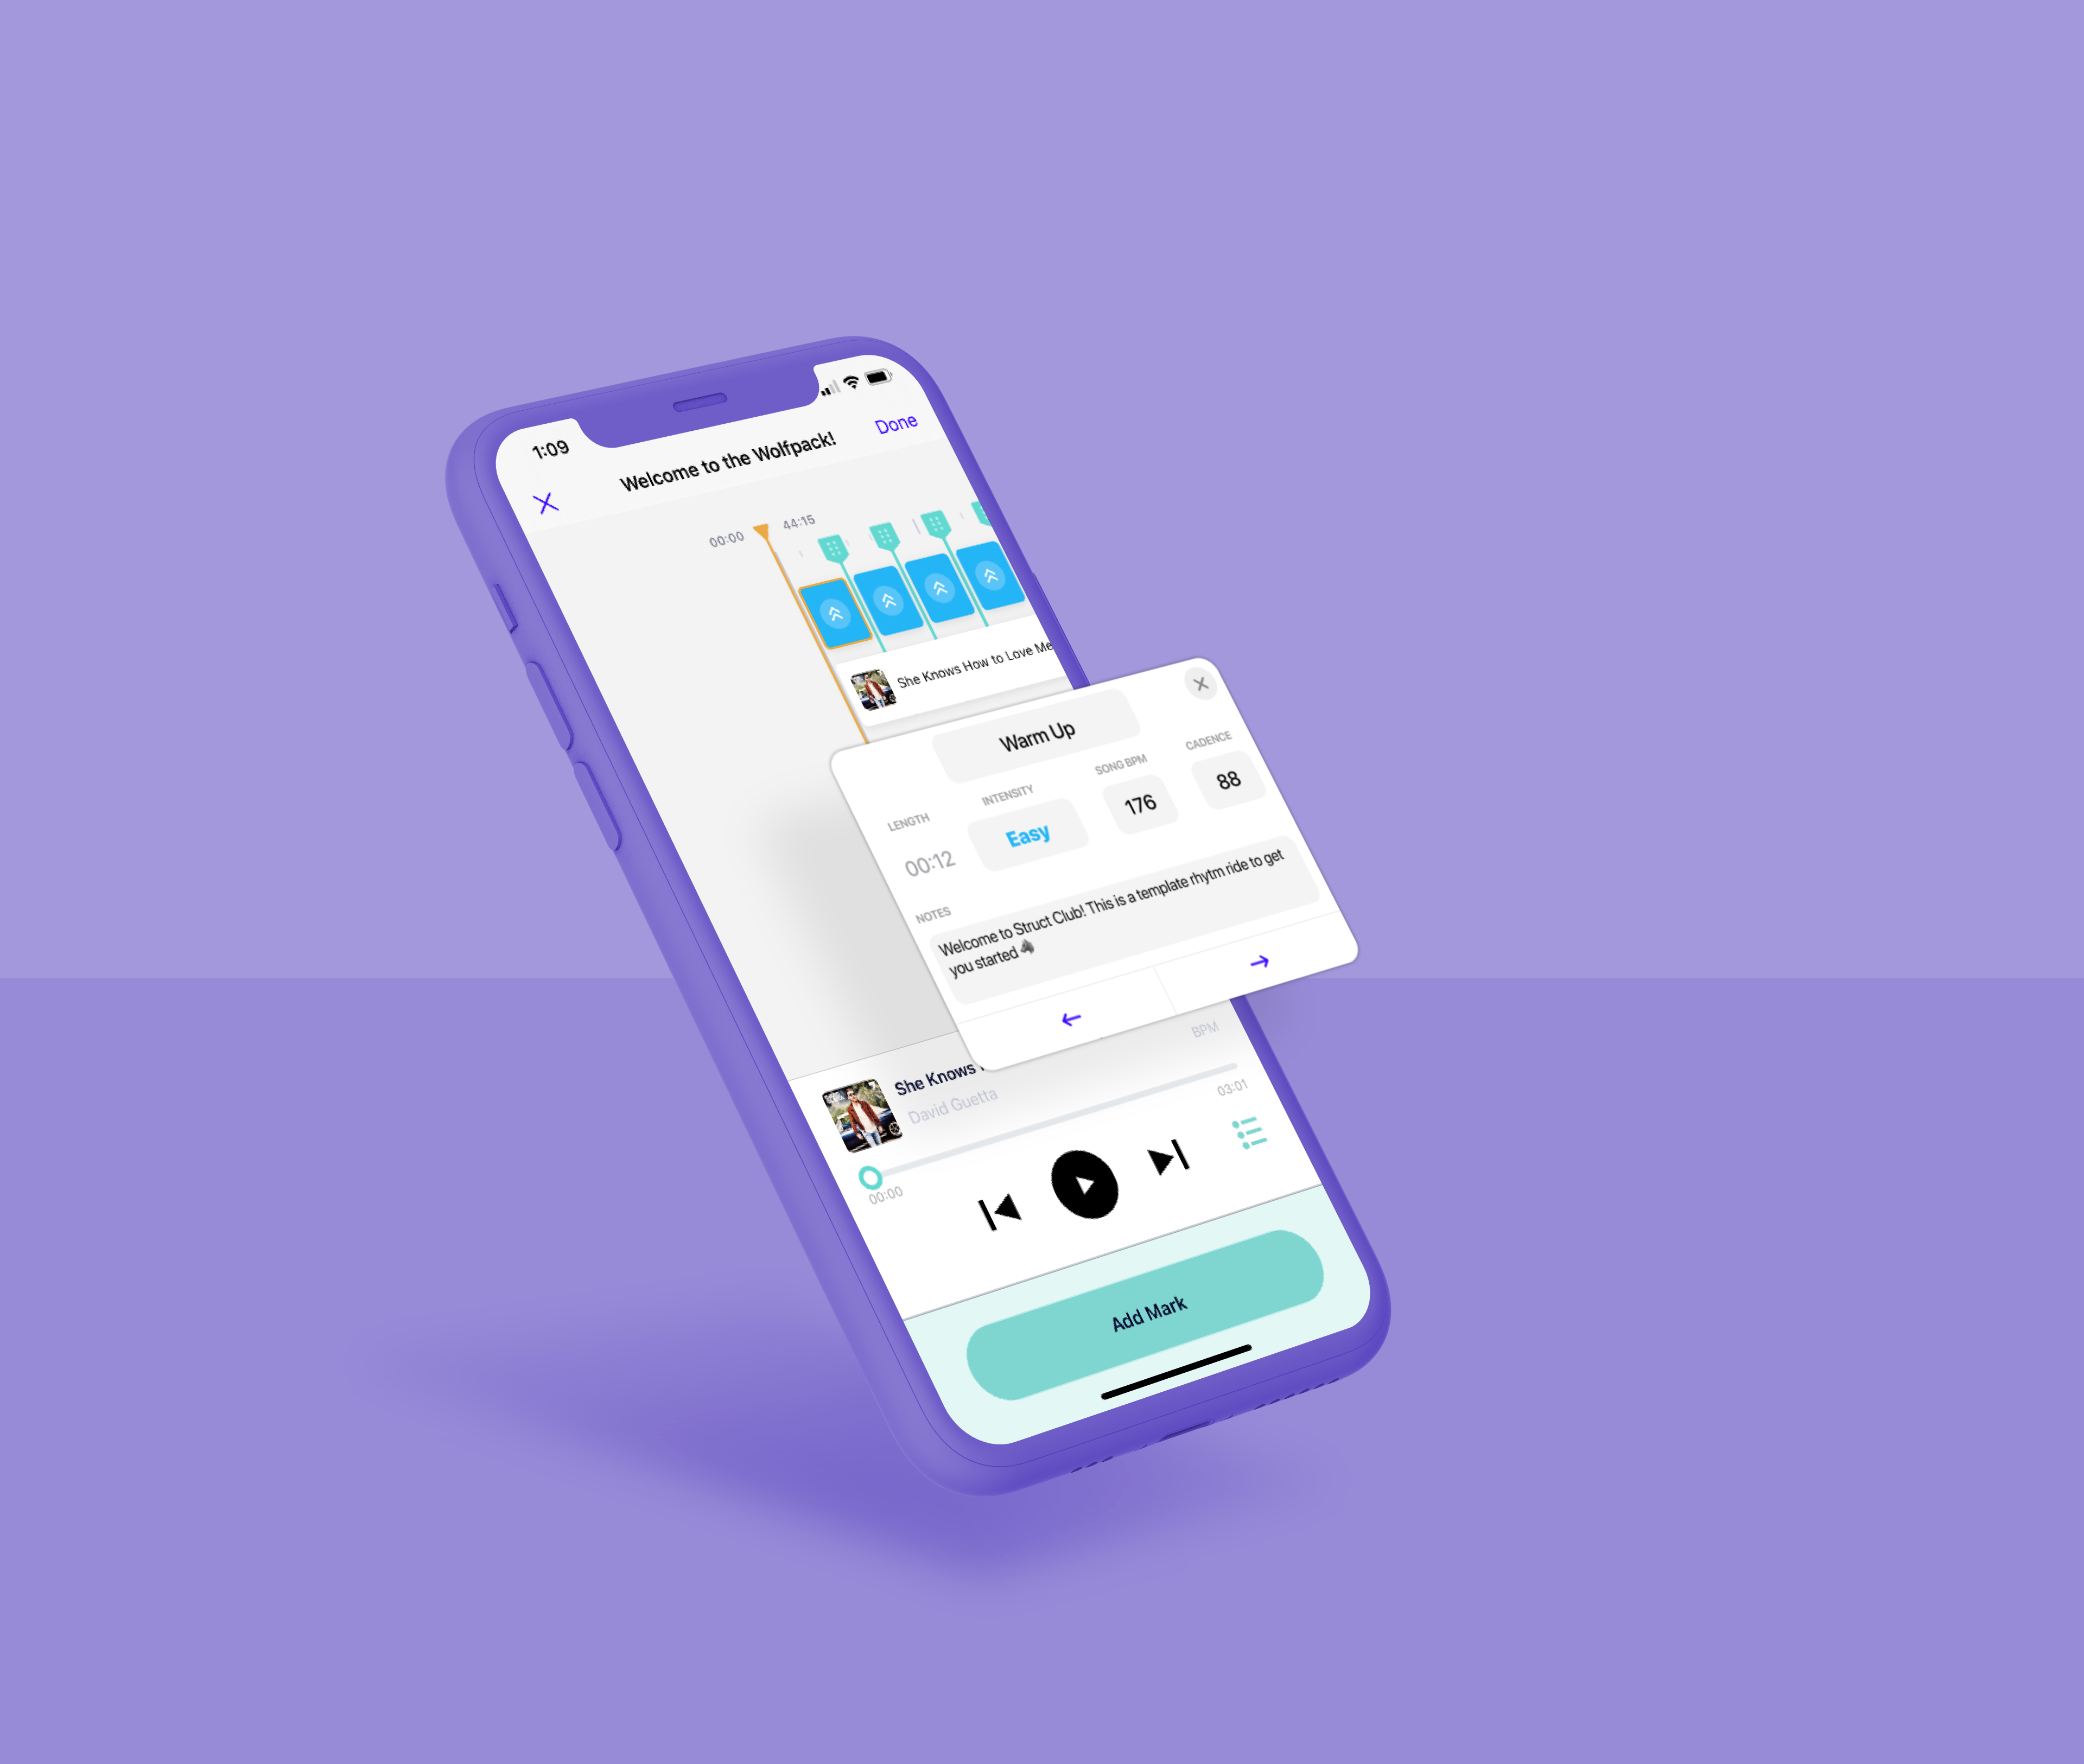 1:09
Welcome to the Wolfpack!
Done
00:00
44:15
She Knows How to Love Me
Warm Up
LENGTH
INTENSITY
SONG BPM
CADENCE
00:12
Easy
176
88
NOTES
Welcome to Struct Club! This is a template rhytm ride to get
you started
She Knows
BPM
David Guetta
00:00
03:01
Add Mark